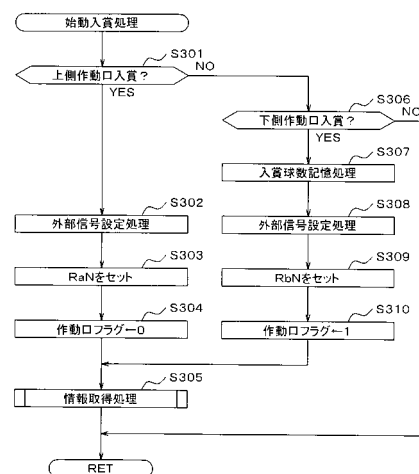 始動入賞処理
S301
上側作動口入賞？
NO
YES
S306
下側作動口入賞？
NO
YES
S307
入賞球数記憶処理
S302
外部信号設定処理
S308
外部信号設定処理
S303
RaNをセット
S309
RbNをセット
S304
作動口フラグ←0
S310
作動口フラグ←1
S305
情報取得処理
RET